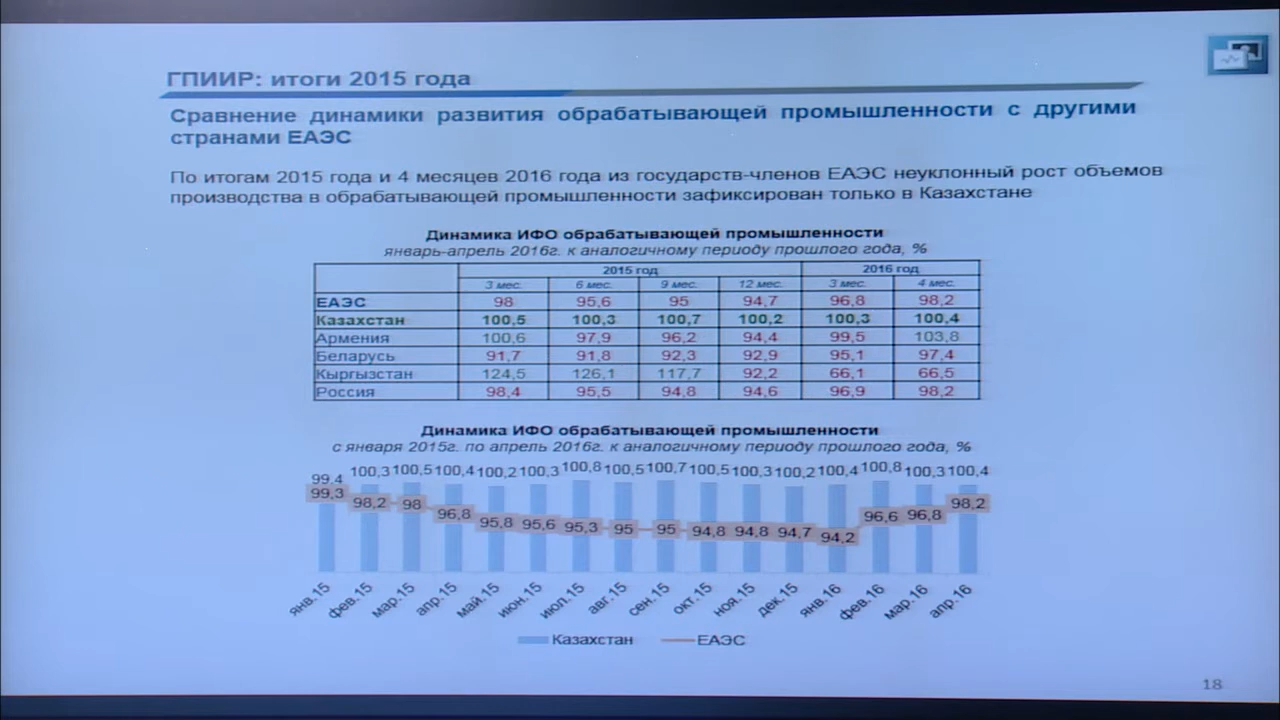 ГПИИР: итоги 2015 года
Сравнение динамики развития обрабатывающей промышленности с другими
странами ЕАЭС
По итогам 2015 года и 4 месяцев 2016 года из государств-членов ЕАЭС неуклонный рост объемов
производства в обрабатывающей промышленности зафиксирован только в Казахстане
Динамика ИФО обрабатывающей промышленности
январь-апрель 2016г. к аналогичному периоду прошлого года, %
2015 год 2016 год
3 мес. 6 мес. 9 мес. 12 мес. 3 мес. 4 мес.
ЕАЭС 98 95,6 95 94,7 96,8 98,2
Казахстан 100,5 100,3 100,7 100,2 100,3 100,4
Армения 100,6 97,9 96,2 94,4 99,5 103,8
Беларусь 91,7 91,8 92,3 92,9 95,1 97,4
Кыргызстан 124,5 126,1 117,7 92,2 66,1 66,5
Россия 98,4 95,5 94,8 94,6 96,9 98,2
Динамика ИФО обрабатывающей промышленности
с января 2015г. по апрель 2016г. к аналогичному периоду прошлого года, %
99,4 100,3 100,5 100,4 100,2 100,3 100,8 100,5 100,7 100,5 100,3 100,2 100,4 100,8 100,3 100,4
99,3 98,2 98 96,8 95,8 95,6 95,3 95 95 94,8 94,8 94,7 94,2 96,6 96,8 98,2
янв.15 фев.15 мар.15 апр.15 май.15 июн.15 июл.15 авг.15 сен.15 окт.15 ноя.15 дек.15 янв.16 фев.16 мар.16 апр.16
Казахстан ЕАЭС
18